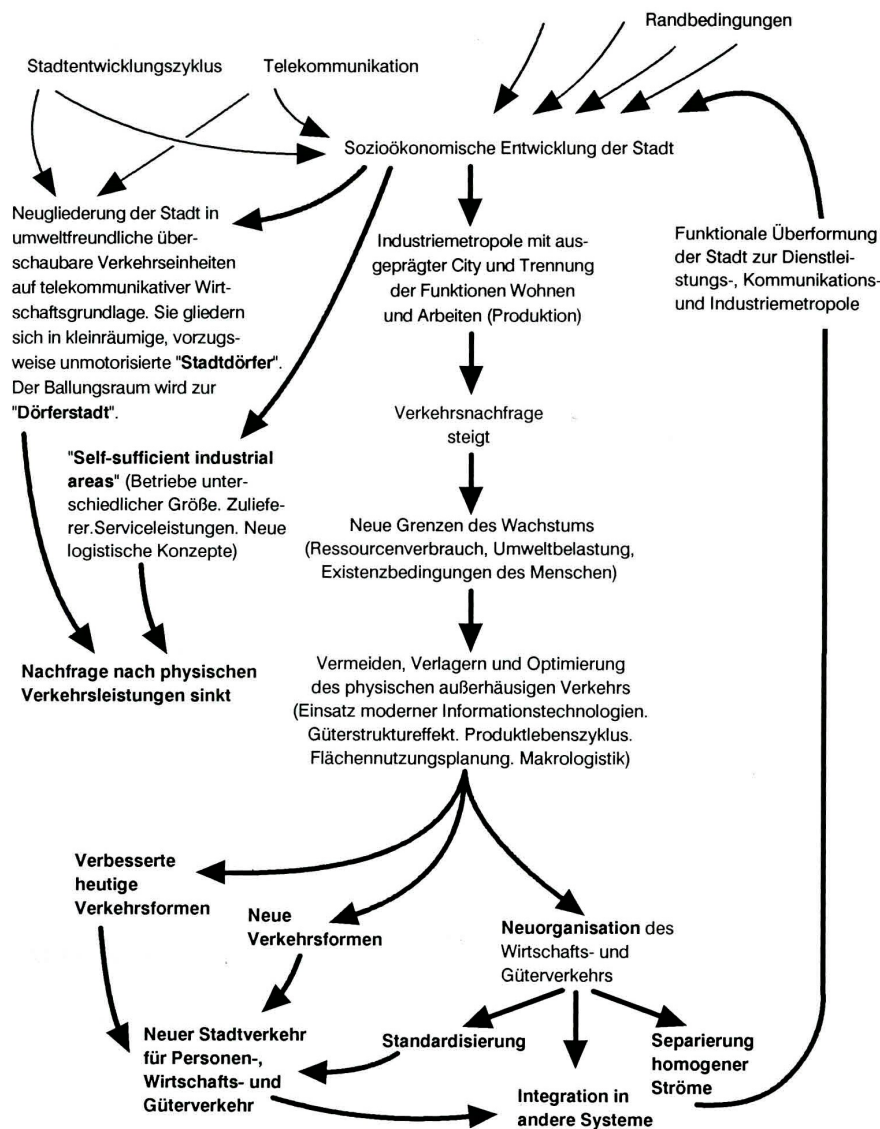 Randbedingungen
Stadtentwicklungszyklus
Telekommunikation
Sozioökonomische Entwicklung der Stadt
Neugliederung der Stadt in
umweltfreundliche über-
schaubare Verkehrseinheiten
auf telekommunikativer Wirt-
schaftsgrundlage. Sie gliedern
sich in kleinräumige, vorzugs-
weise unmotorisierte "Stadtdörfer".
Der Ballungsraum wird zur
"Dörferstadt".
Industriemetropole mit aus-
geprägter City und Trennung
der Funktionen Wohnen
und Arbeiten (Produktion)
Funktionale Überformung
der Stadt zur Dienstlei-
stungs-, Kommunikations-
und Industriemetropole
Verkehrsnachfrage
steigt
"Self-sufficient industrial
areas" (Betriebe unter-
schiedlicher Größe. Zuliefe-
rer.Serviceleistungen. Neue
logistische Konzepte)
Neue Grenzen des Wachstums
(Ressourcenverbrauch, Umweltbelastung,
Existenzbedingungen des Menschen)
Nachfrage nach physischen
Verkehrsleistungen sinkt
Vermeiden, Verlagern und Optimierung
des physischen außerhäusigen Verkehrs
(Einsatz moderner Informationstechnologien.
Güterstruktureffekt. Produktlebenszyklus.
Flächennutzungsplanung. Makrologistik)
Verbesserte
heutige
Verkehrsformen
Neue
Verkehrsformen
Neuorganisation des
Wirtschafts- und
Güterverkehrs
Neuer Stadtverkehr
für Personen-,
Wirtschafts- und
Güterverkehr
Standardisierung
Integration in
andere Systeme
Separierung
homogener
Ströme